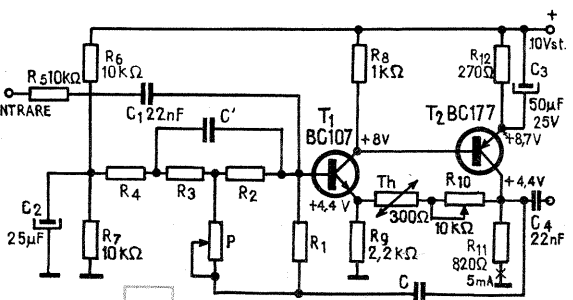 +
10Vst.
R6
10kΩ
R8
1kΩ
R12
270Ω
C3
50µF
25V
R5 10kΩ
NTRARE
C1 22nF
C'
T1
BC107
+8V
T2 BC177
+8,7V
R4
R3
R2
+4,4V
Th
300Ω
R10
10kΩ
+4,4V
C4
22nF
C2
25µF
R7
10kΩ
P
R1
R9
2,2kΩ
R11
820Ω
5mA
C